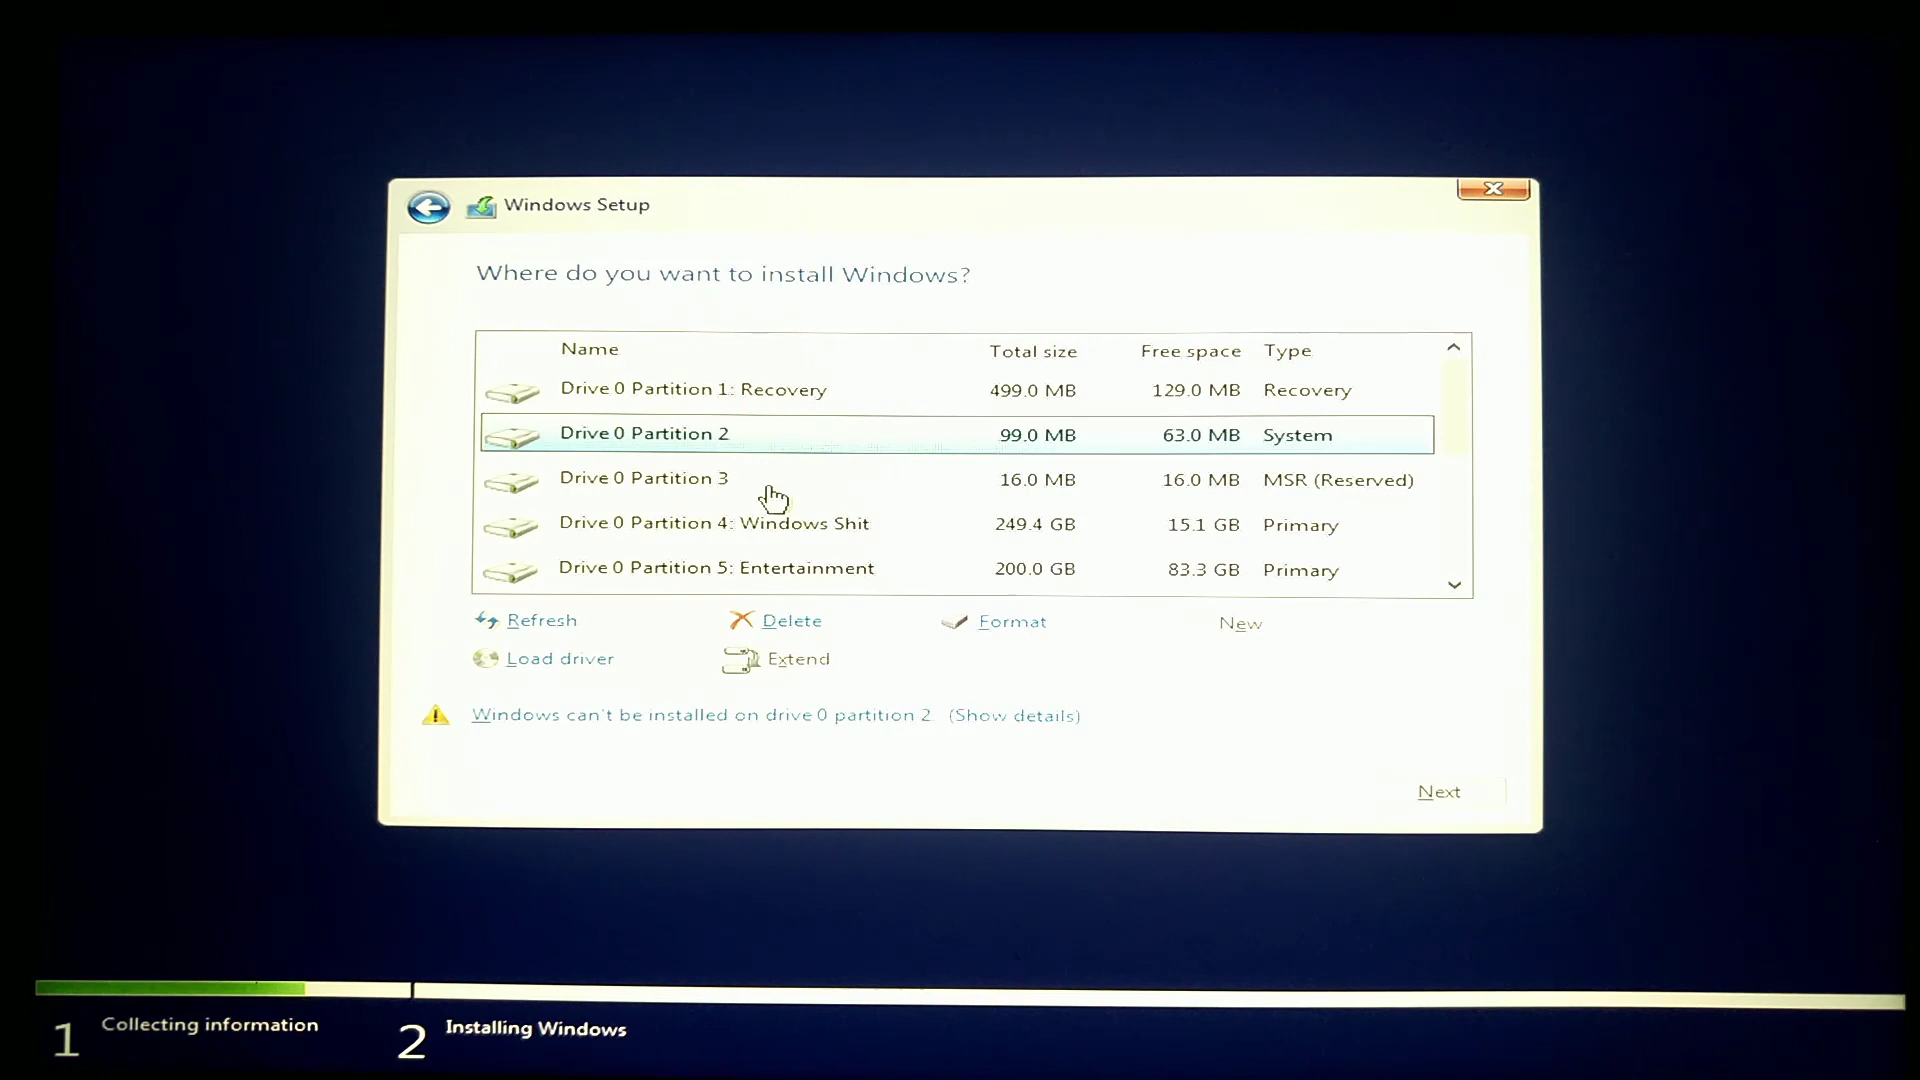 Windows Setup
Where do you want to install Windows?
Name Total size Free space Type
Drive 0 Partition 1: Recovery 499.0 MB 129.0 MB Recovery
Drive 0 Partition 2 99.0 MB 63.0 MB System
Drive 0 Partition 3 16.0 MB 16.0 MB MSR (Reserved)
Drive 0 Partition 4: Windows Shit 249.4 GB 15.1 GB Primary
Drive 0 Partition 5: Entertainment 200.0 GB 83.3 GB Primary
Refresh Delete Format New
Load driver Extend
Windows can't be installed on drive 0 partition 2. (Show details)
Next
1 Collecting information 2 Installing Windows